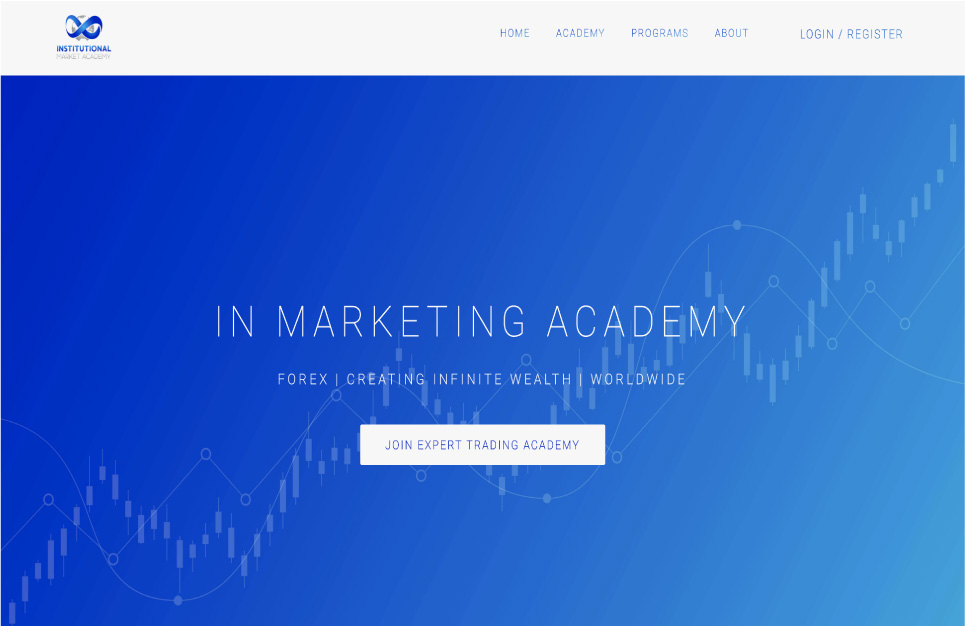 INSTITUTIONAL
MARKET ACADEMY
HOME ACADEMY PROGRAMS ABOUT LOGIN / REGISTER
IN MARKETING ACADEMY
FOREX | CREATING INFINITE WEALTH | WORLDWIDE
JOIN EXPERT TRADING ACADEMY